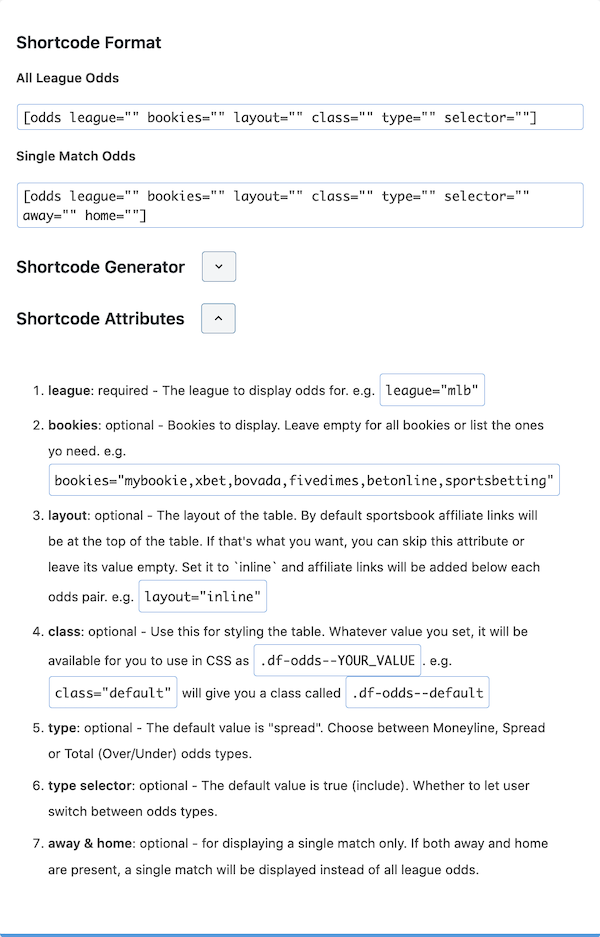 Shortcode Format
All League Odds
[odds league="" bookies="" layout="" class="" type="" selector=""]
Single Match Odds
[odds league="" bookies="" layout="" class="" type="" selector=""
away="" home=""]
Shortcode Generator
Shortcode Attributes
1. league: required - The league to display odds for. e.g. league="mlb"
2. bookies: optional - Bookies to display. Leave empty for all bookies or list the ones
yo need. e.g.
bookies="mybookie,xbet,bovada,fivedimes,betonline,sportsbetting"
3. layout: optional - The layout of the table. By default sportsbook affiliate links will
be at the top of the table. If that's what you want, you can skip this attribute or
leave its value empty. Set it to `inline` and affiliate links will be added below each
odds pair. e.g. layout="inline"
4. class: optional - Use this for styling the table. Whatever value you set, it will be
available for you to use in CSS as .df-odds--YOUR_VALUE . e.g.
class="default" will give you a class called .df-odds--default
5. type: optional - The default value is "spread". Choose between Moneyline, Spread
or Total (Over/Under) odds types.
6. type selector: optional - The default value is true (include). Whether to let user
switch between odds types.
7. away & home: optional - for displaying a single match only. If both away and home
are present, a single match will be displayed instead of all league odds.